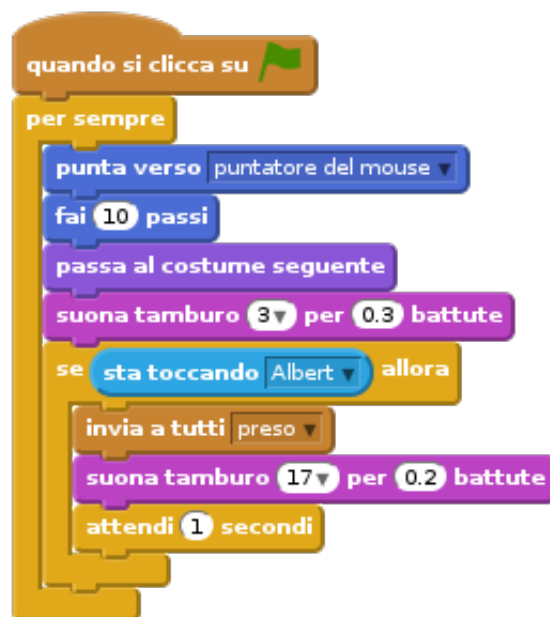 quando si clicca su
per sempre
punta verso puntatore del mouse
fai 10 passi
passa al costume seguente
suona tamburo 3 per 0.3 battute
se sta toccando Albert allora
invia a tutti preso
suona tamburo 17 per 0.2 battute
attendi 1 secondi